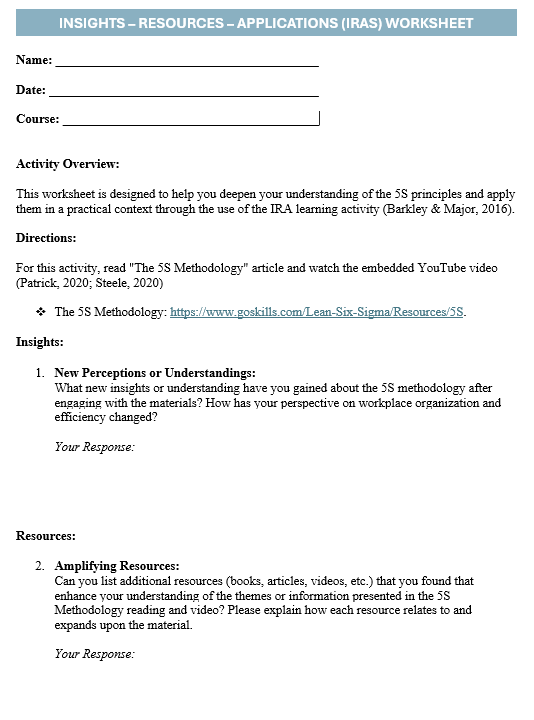 INSIGHTS – RESOURCES – APPLICATIONS (IRAS) WORKSHEET
Name: ___________________________________________
Date: ____________________________________________
Course: __________________________________________
Activity Overview:
This worksheet is designed to help you deepen your understanding of the 5S principles and apply
them in a practical context through the use of the IRA learning activity (Barkley & Major, 2016).
Directions:
For this activity, read "The 5S Methodology" article and watch the embedded YouTube video
(Patrick, 2020; Steele, 2020)
❖ The 5S Methodology: https://www.goskills.com/Lean-Six-Sigma/Resources/5S.
Insights:
1. New Perceptions or Understandings:
What new insights or understanding have you gained about the 5S methodology after
engaging with the materials? How has your perspective on workplace organization and
efficiency changed?
Your Response:
Resources:
2. Amplifying Resources:
Can you list additional resources (books, articles, videos, etc.) that you found that
enhance your understanding of the themes or information presented in the 5S
Methodology reading and video? Please explain how each resource relates to and
expands upon the material.
Your Response: